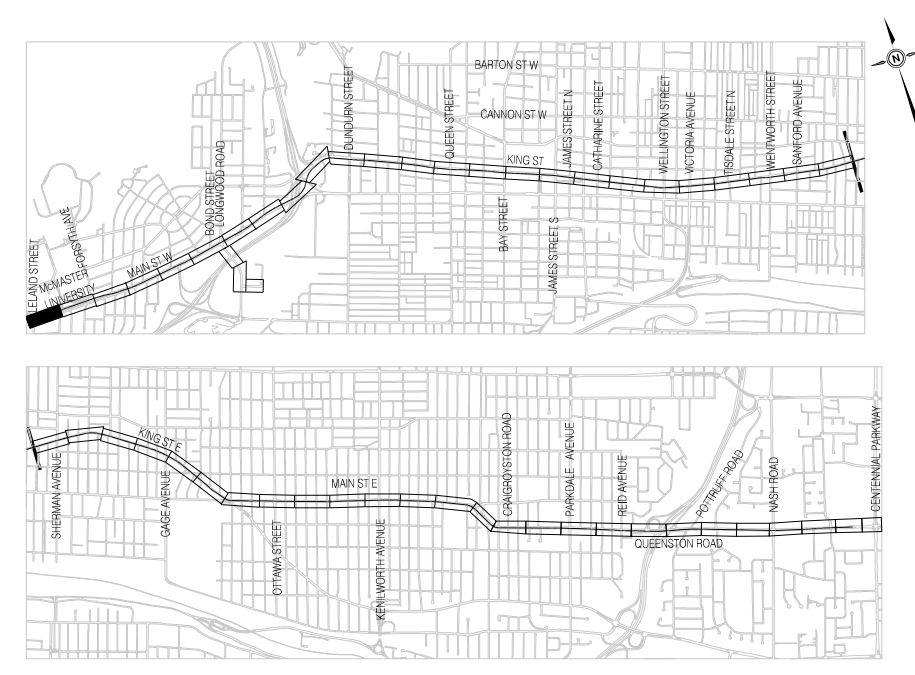 BARTON ST W
N
DUNDURN STREET
QUEEN STREET
CANNON ST W
JAMES STREET N
CATHARINE STREET
WELLINGTON STREET
VICTORIA AVENUE
TISDALE STREET N
WENTWORTH STREET
SANFORD AVENUE
KING ST
BOND STREET
LONGWOOD ROAD
BAY STREET
JAMES STREET S
LELAND STREET
FORSYTH AVE
McMASTER
UNIVERSITY
MAIN ST W
KING ST E
SHERMAN AVENUE
GAGE AVENUE
MAIN ST E
OTTAWA STREET
KENILWORTH AVENUE
CRAIGROYSTON ROAD
PARKDALE AVENUE
REID AVENUE
POTTRUFF ROAD
NASH ROAD
CENTENNIAL PARKWAY
QUEENSTON ROAD